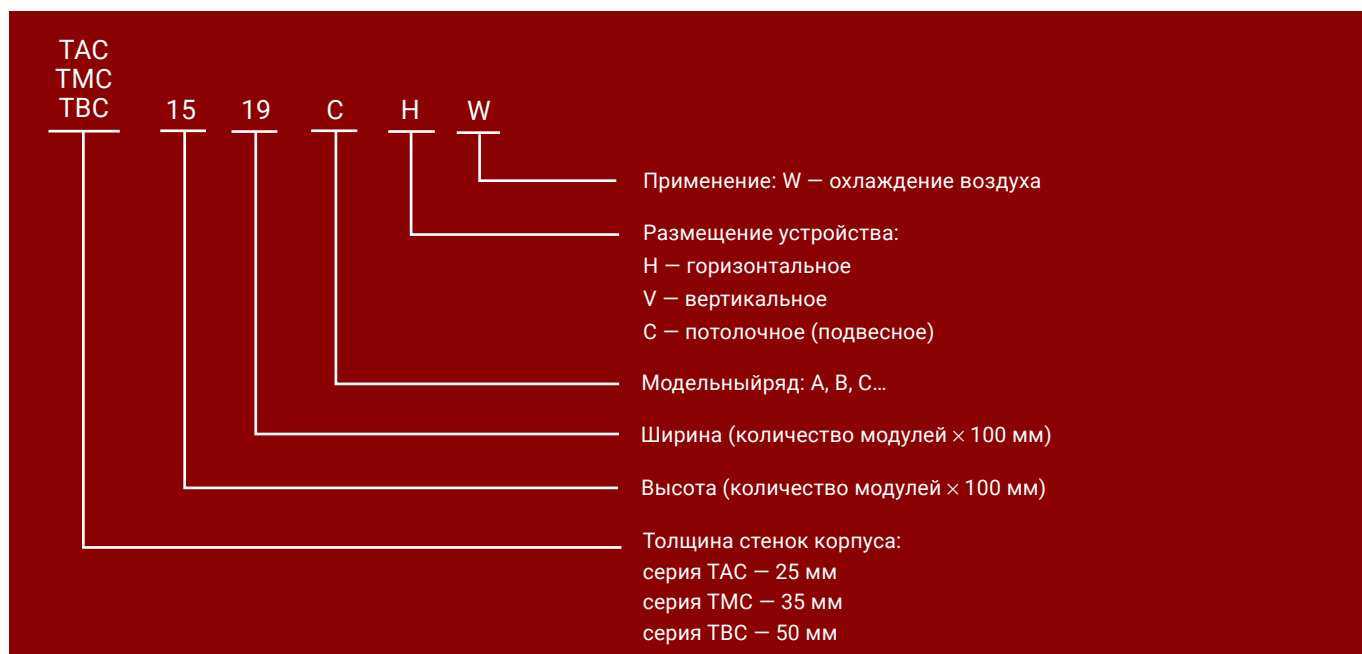 TAC
TMC
TBC 15 19 C H W
Применение: W — охлаждение воздуха
Размещение устройства:
H — горизонтальное
V — вертикальное
C — потолочное (подвесное)
Модельныйряд: A, B, C…
Ширина (количество модулей × 100 мм)
Высота (количество модулей × 100 мм)
Толщина стенок корпуса:
серия TAC — 25 мм
серия TMC — 35 мм
серия TBC — 50 мм